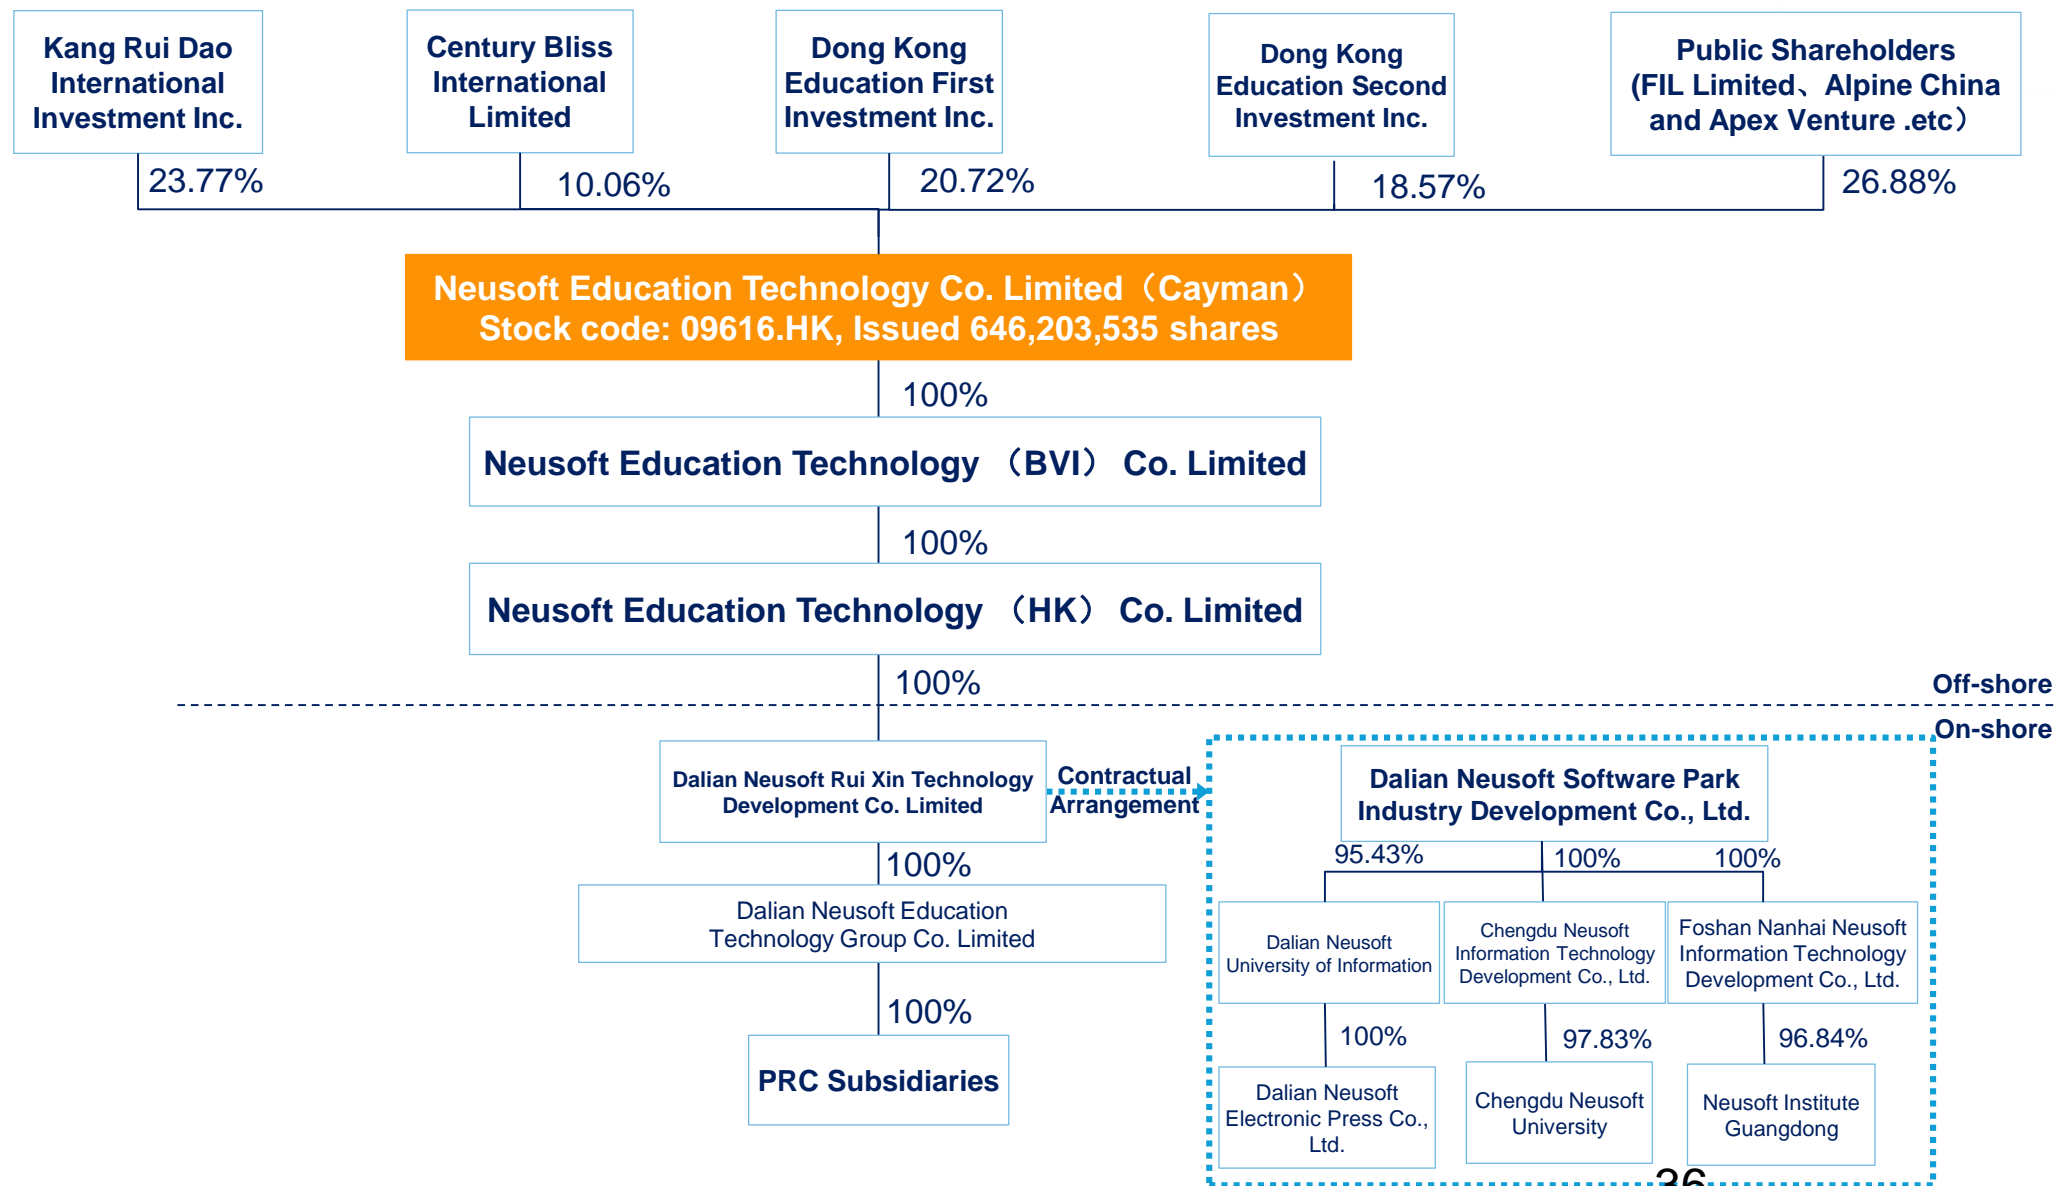 Kang Rui Dao
International
Investment Inc.
Century Bliss
International
Limited
Dong Kong
Education First
Investment Inc.
Dong Kong
Education Second
Investment Inc.
Public Shareholders
(FIL Limited、Alpine China
and Apex Venture .etc）
23.77%
10.06%
20.72%
18.57%
26.88%
Neusoft Education Technology Co. Limited（Cayman）
Stock code: 09616.HK, Issued 646,203,535 shares
100%
Neusoft Education Technology （BVI） Co. Limited
100%
Neusoft Education Technology （HK） Co. Limited
100%
Off-shore
On-shore
Dalian Neusoft Rui Xin Technology
Development Co. Limited
Contractual
Arrangement
Dalian Neusoft Software Park
Industry Development Co., Ltd.
100%
95.43%
100%
100%
Dalian Neusoft Education
Technology Group Co. Limited
Dalian Neusoft
University of Information
Chengdu Neusoft
Information Technology
Development Co., Ltd.
Foshan Nanhai Neusoft
Information Technology
Development Co., Ltd.
100%
100%
97.83%
96.84%
PRC Subsidiaries
Dalian Neusoft
Electronic Press Co.,
Ltd.
Chengdu Neusoft
University
Neusoft Institute
Guangdong
36